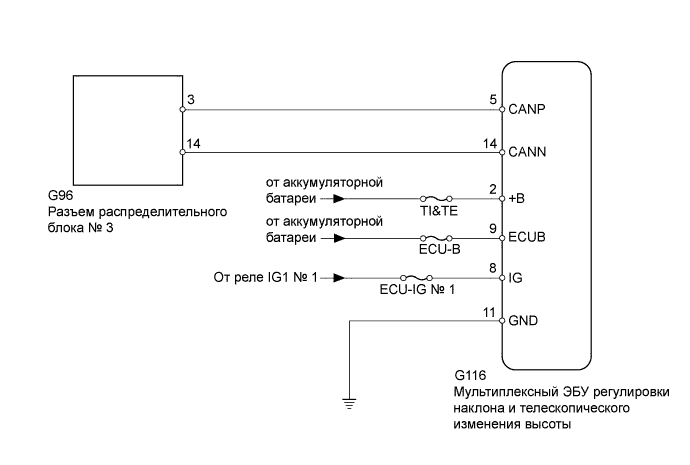 3
5
CANP
14
14
CANN
G96
Разъем распределительного
блока № 3
от аккумуляторной
батареи
TI&TE
2
+B
от аккумуляторной
батареи
ECU-B
9
ECUB
От реле IG1 № 1
ECU-IG № 1
8
IG
11
GND
G116
Мультиплексный ЭБУ регулировки
наклона и телескопического
изменения высоты